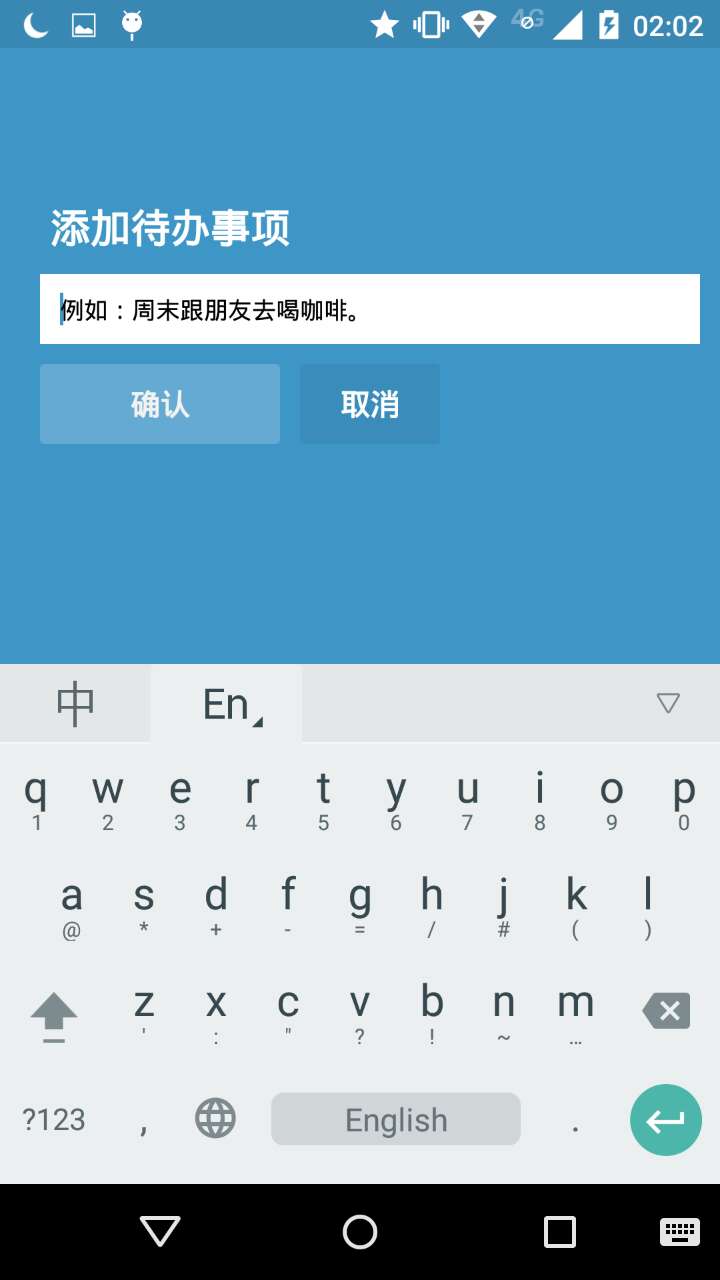 4G 02:02
添加待办事项
例如：周末跟朋友去喝咖啡。
确认 取消
中 En
q w e r t y u i o p
1 2 3 4 5 6 7 8 9 0
a s d f g h j k l
@ * + - = / # ( )
z x c v b n m
' : " ? ! ~ …
?123 , English .